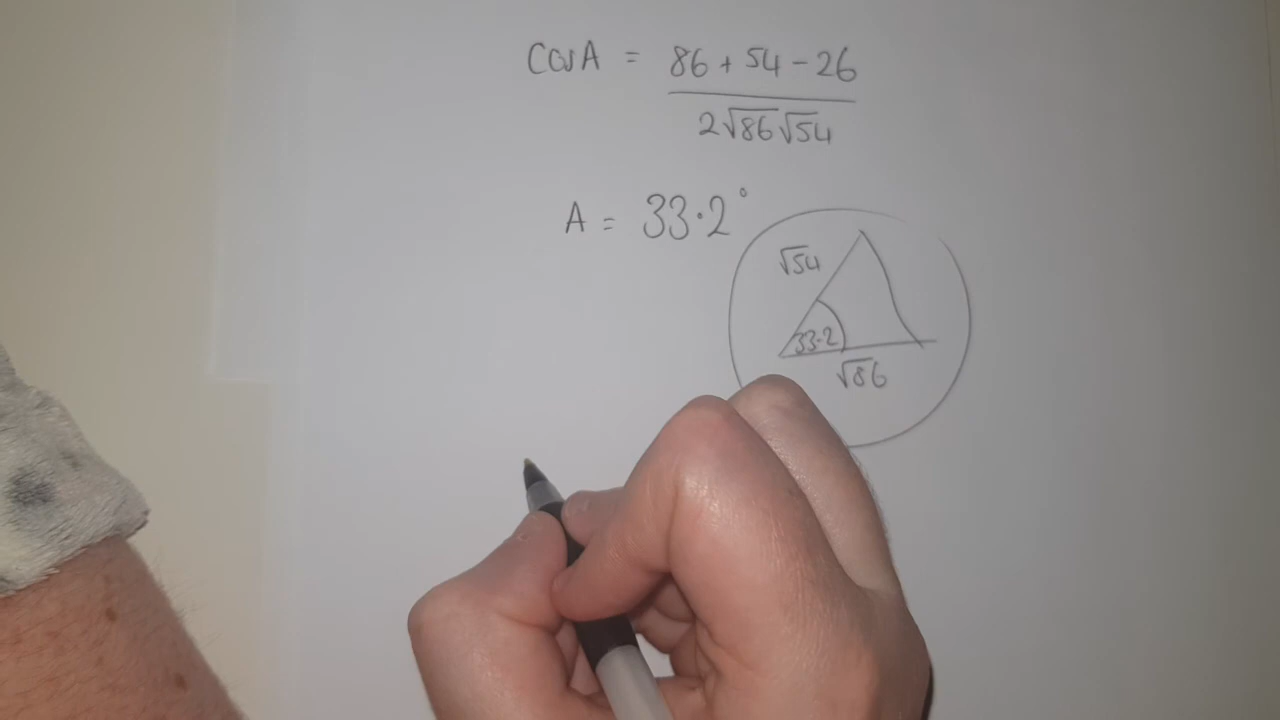 CosA = 86 + 54 - 26
2√86√54
A = 33·2°
√54
33·2
√86